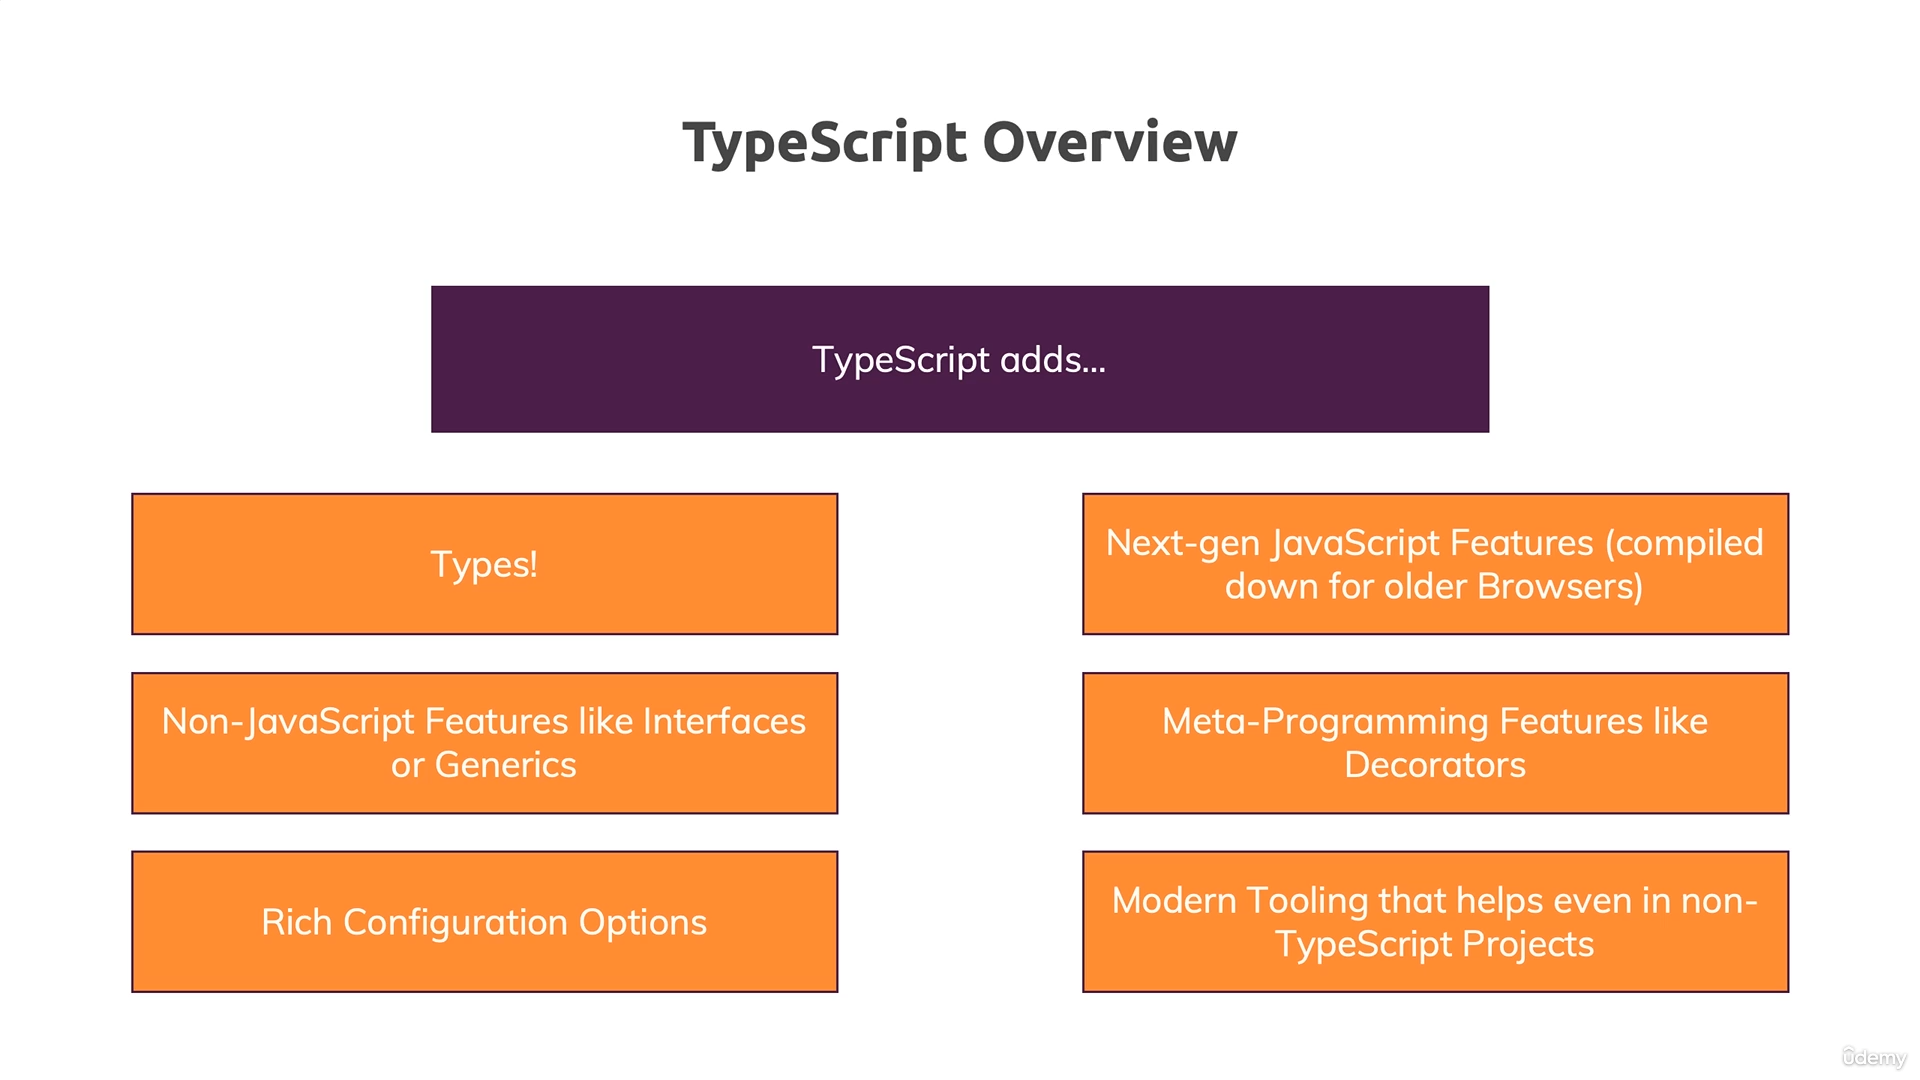 TypeScript Overview
TypeScript adds...
Types!
Next-gen JavaScript Features (compiled
down for older Browsers)
Non-JavaScript Features like Interfaces
or Generics
Meta-Programming Features like
Decorators
Rich Configuration Options
Modern Tooling that helps even in non-
TypeScript Projects
ûdemy